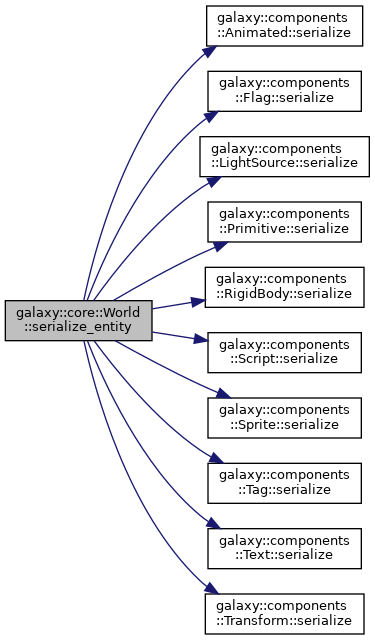 galaxy::components
::Animated::serialize
galaxy::components
::Flag::serialize
galaxy::components
::LightSource::serialize
galaxy::components
::Primitive::serialize
galaxy::components
::RigidBody::serialize
galaxy::core::World
::serialize_entity
galaxy::components
::Script::serialize
galaxy::components
::Sprite::serialize
galaxy::components
::Tag::serialize
galaxy::components
::Text::serialize
galaxy::components
::Transform::serialize